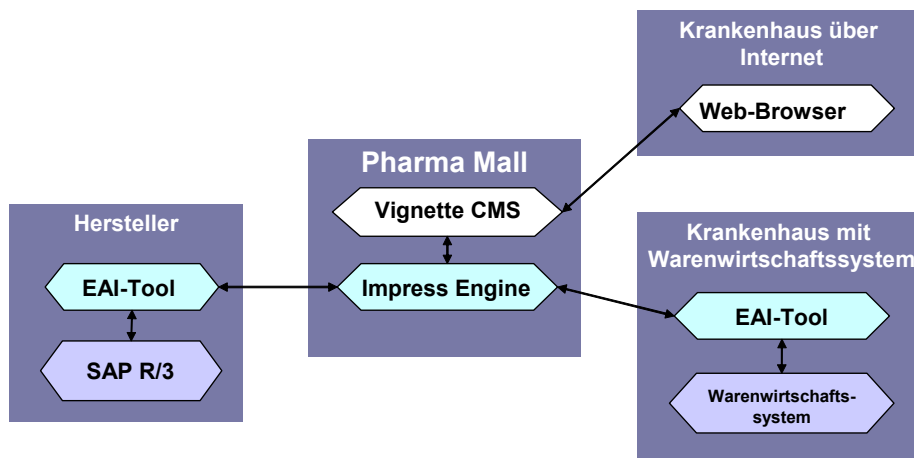 Hersteller
EAI-Tool
SAP R/3
Pharma Mall
Vignette CMS
Impress Engine
Krankenhaus über
Internet
Web-Browser
Krankenhaus mit
Warenwirtschaftssystem
EAI-Tool
Warenwirtschafts-
system